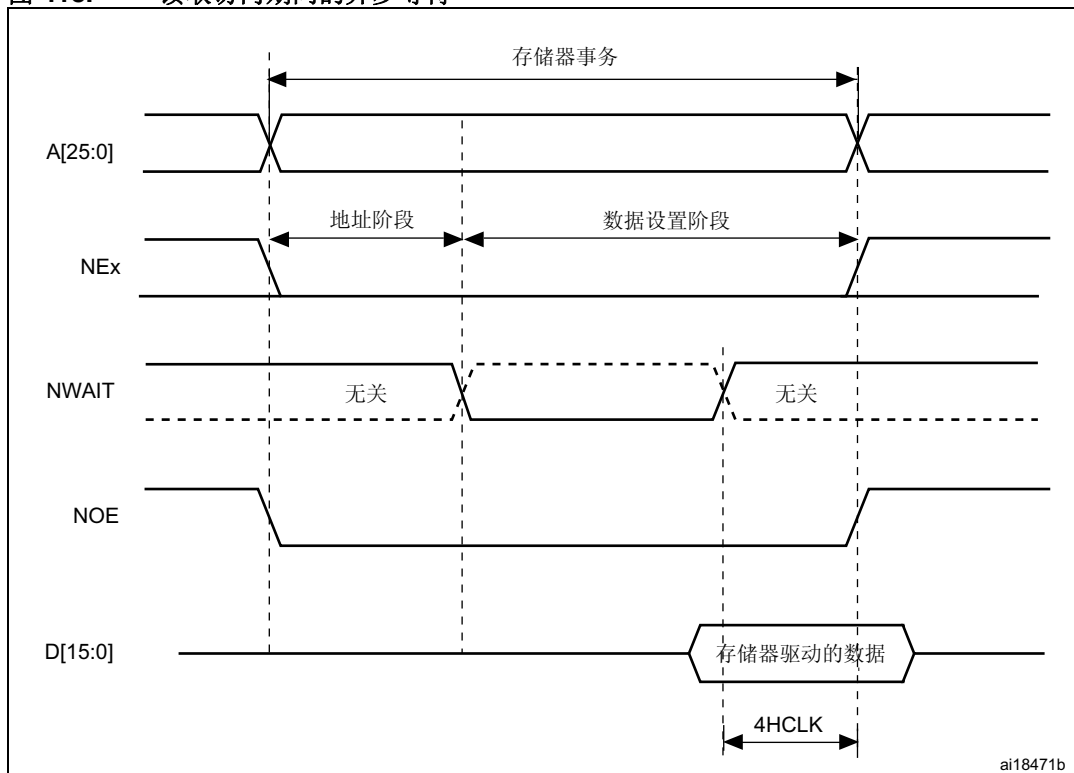 存储器事务
A[25:0]
地址阶段
数据设置阶段
NEx
NWAIT
无关
无关
NOE
D[15:0]
存储器驱动的数据
4HCLK
ai18471b